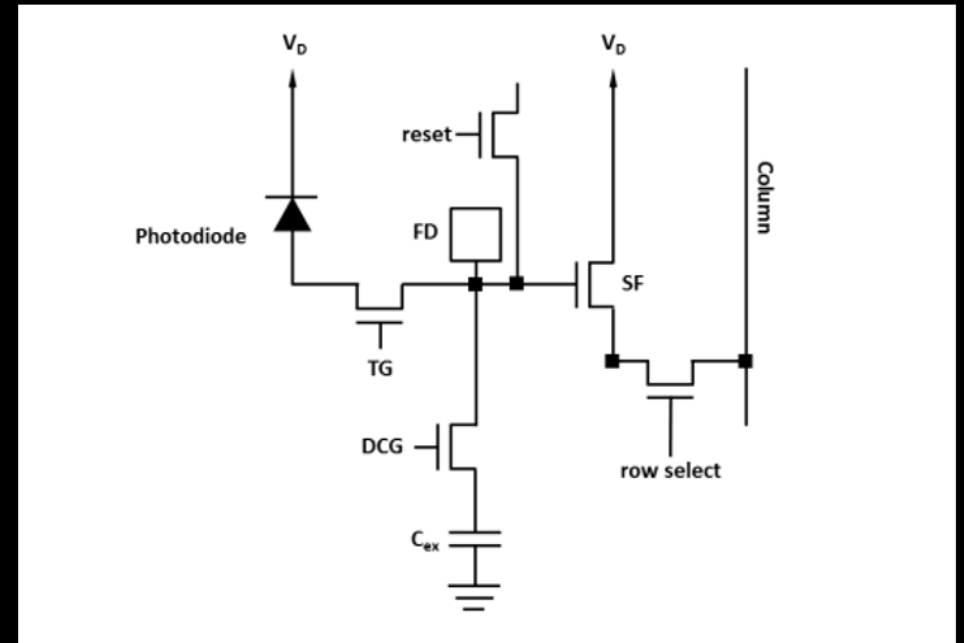 V_D
V_D
reset
Column
Photodiode
FD
SF
TG
DCG
row select
C_ex